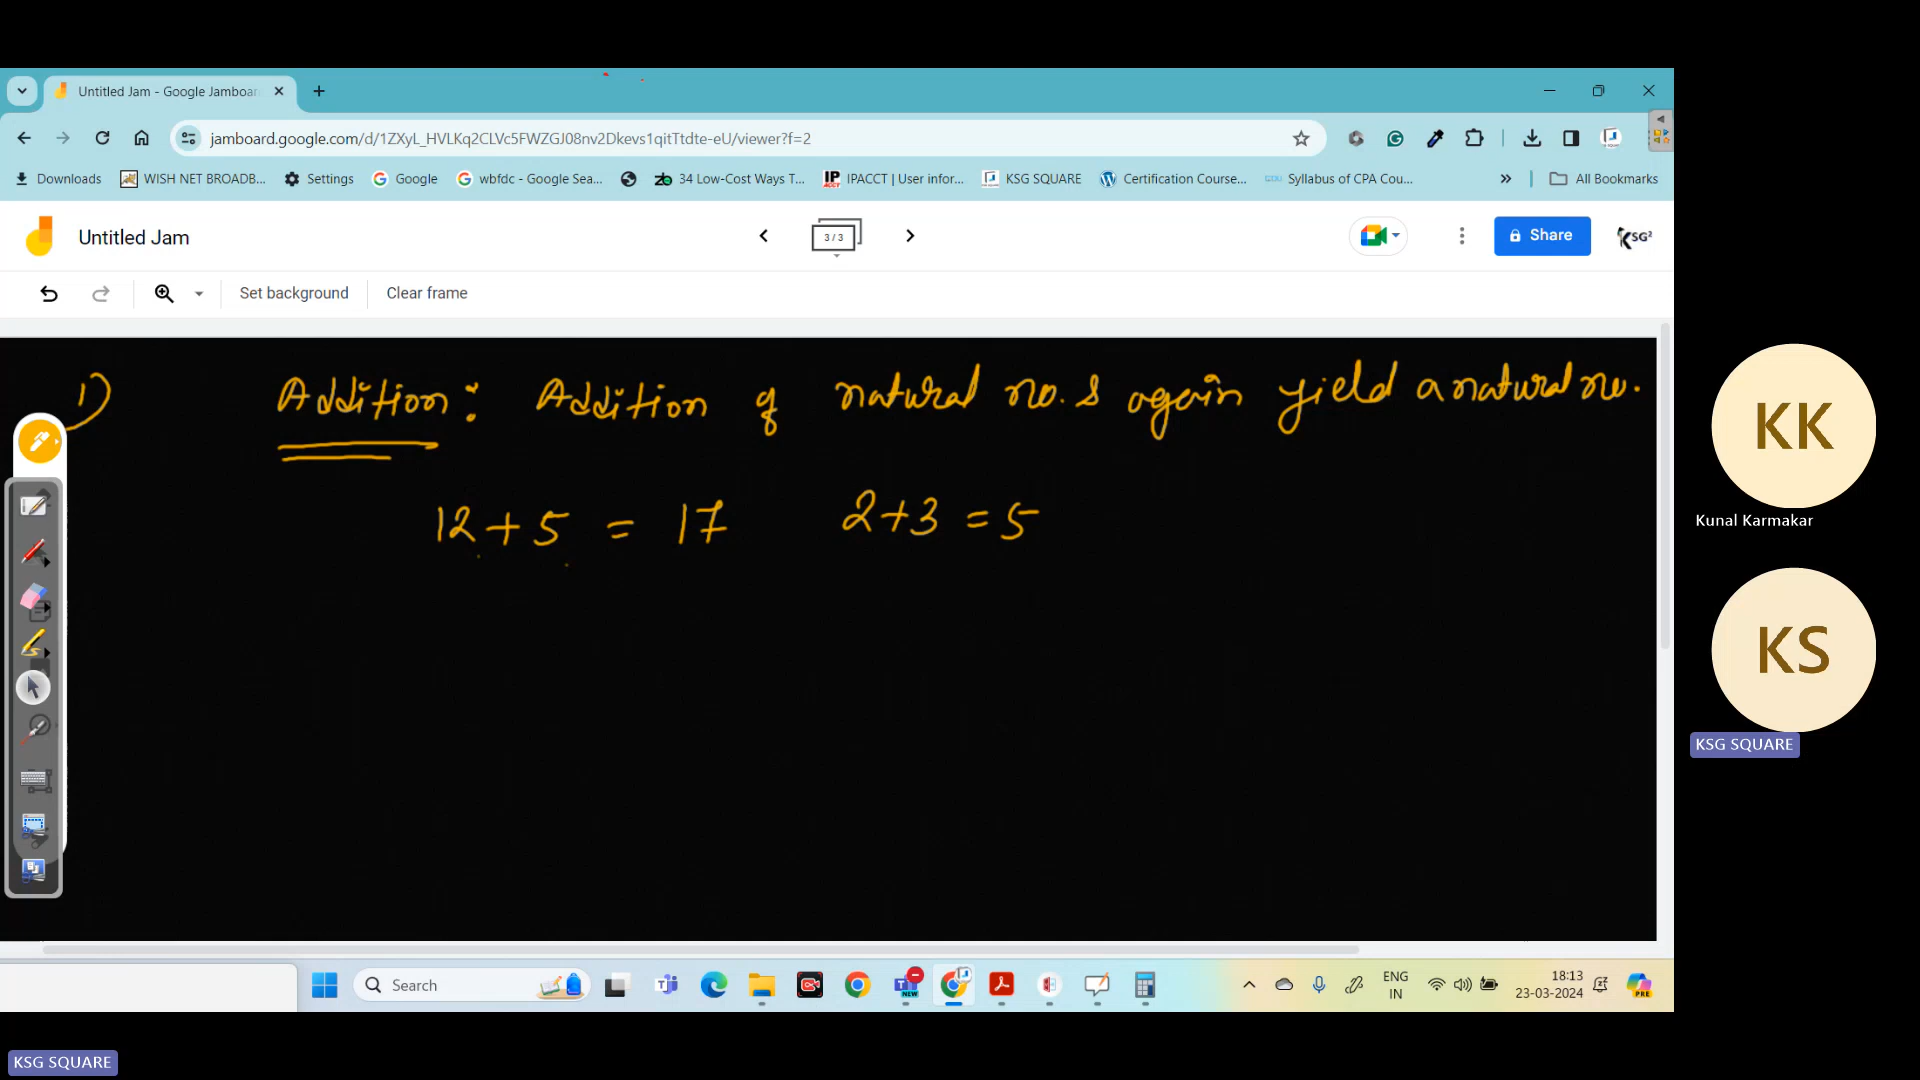 Untitled Jam - Google Jamboar
jamboard.google.com/d/1ZXyL_HVLKq2CLVc5FWZGJ08nv2Dkevs1qitTtdte-eU/viewer?f=2
Downloads WISH NET BROADB... Settings Google wbfdc - Google Sea... 34 Low-Cost Ways T... IPACCT | User infor... KSG SQUARE Certification Course... Syllabus of CPA Cou... » All Bookmarks
Untitled Jam 3 / 3 Share KSG²
Set background Clear frame
1) Addition: Addition of natural no.s again yield a natural no.
12 + 5 = 17 2 + 3 = 5
KK
Kunal Karmakar
KS
KSG SQUARE
Search ENG IN 18:13 23-03-2024
KSG SQUARE